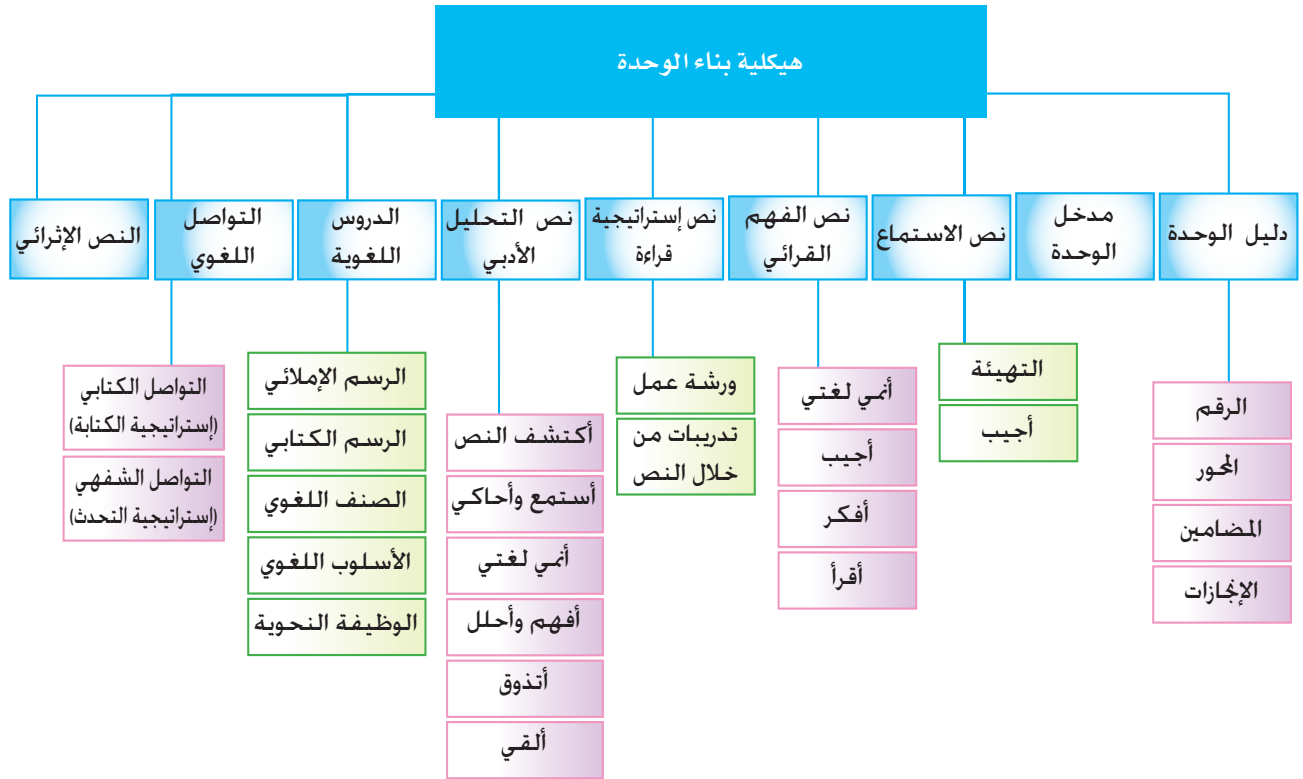 هيكلية بناء الوحدة
دليل الوحدة
مدخل
الوحدة
نص الاستماع
نص الفهم
القرائي
نص إستراتيجية
قراءة
نص التحليل
الأدبي
الدروس
اللغوية
التواصل
اللغوي
النص الإثرائي
الرقم
المحور
المضامين
الإنجازات
التهيئة
أجيب
أنمي لغتي
أجيب
أفكر
أقرأ
ورشة عمل
تدريبات من
خلال النص
أكتشف النص
أستمع وأحاكي
أنمي لغتي
أفهم وأحلل
أتذوق
ألقي
الرسم الإملائي
الرسم الكتابي
الصنف اللغوي
الأسلوب اللغوي
الوظيفة النحوية
التواصل الكتابي
(إستراتيجية الكتابة)
التواصل الشفهي
(إستراتيجية التحدث)